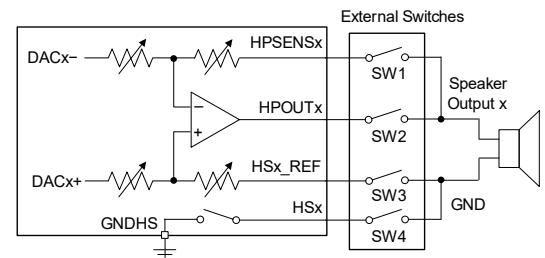 External Switches
DACx−
HPSENSx
SW1
Speaker
Output x
−
HPOUTx
SW2
+
HSx_REF
DACx+
SW3
GND
GNDHS
HSx
SW4